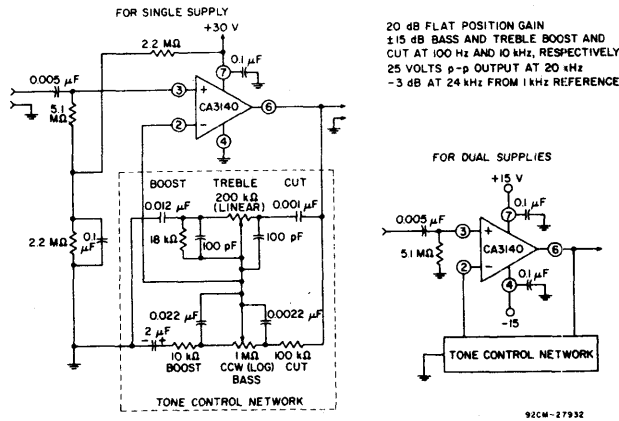 FOR SINGLE SUPPLY
+30 V
2.2 MΩ
0.1 μF
7
0.005 μF
3
+
CA3140
6
5.1
MΩ
2
−
4
BOOST
TREBLE
CUT
200 kΩ
(LINEAR)
0.012 μF
0.001 μF
18 kΩ
100 pF
100 pF
2.2 MΩ
0.1
μF
0.022 μF
0.0022 μF
2 μF
- +
10 kΩ
BOOST
1 MΩ
CCW (LOG)
BASS
100 kΩ
CUT
TONE CONTROL NETWORK
20 dB FLAT POSITION GAIN
±15 dB BASS AND TREBLE BOOST AND
CUT AT 100 Hz AND 10 kHz, RESPECTIVELY
25 VOLTS p-p OUTPUT AT 20 kHz
-3 dB AT 24 kHz FROM 1 kHz REFERENCE
FOR DUAL SUPPLIES
+15 V
0.1 μF
7
0.005 μF
3
+
CA3140
6
5.1 MΩ
2
−
4
0.1 μF
-15
TONE CONTROL NETWORK
92CM-27932